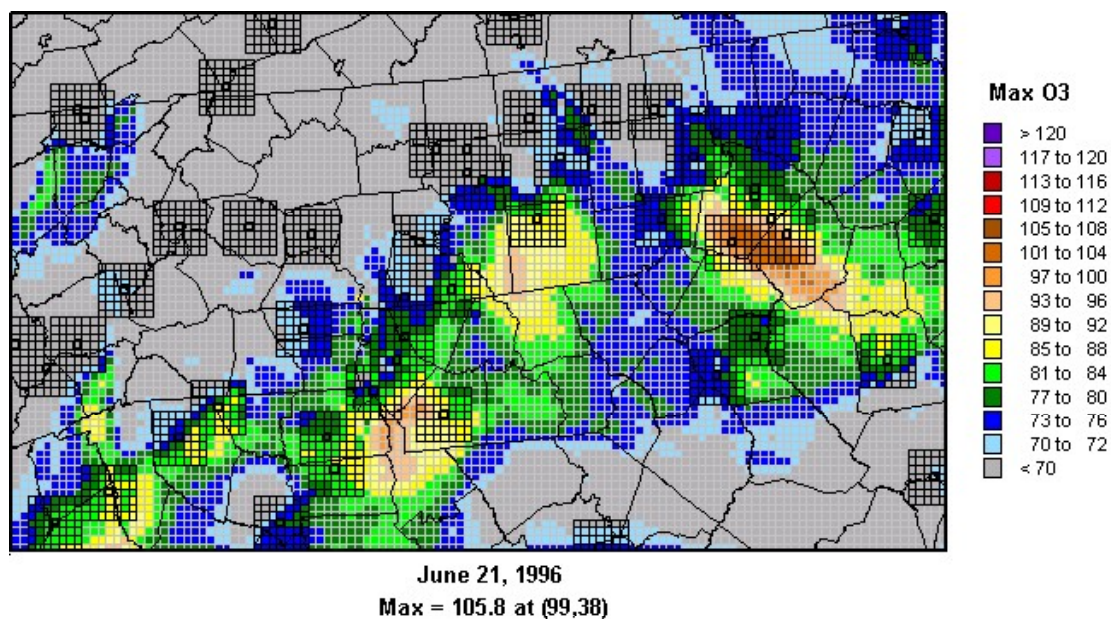 Max O3
> 120
117 to 120
113 to 116
109 to 112
105 to 108
101 to 104
97 to 100
93 to 96
89 to 92
85 to 88
81 to 84
77 to 80
73 to 76
70 to 72
< 70
June 21, 1996
Max = 105.8 at (99,38)